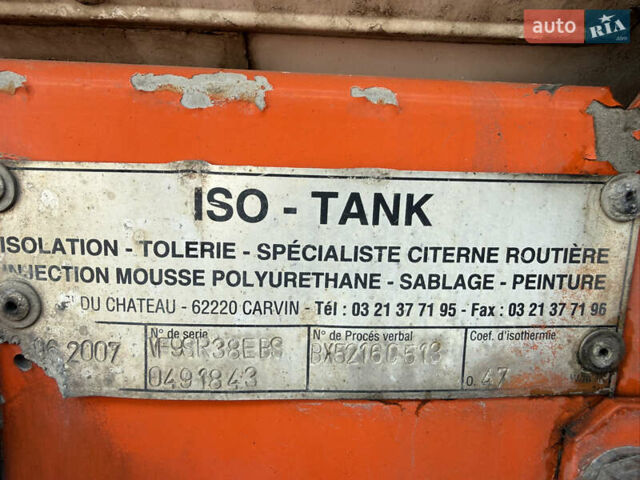 auto RIA.com
ISO - TANK
ISOLATION - TOLERIE - SPÉCIALISTE CITERNE ROUTIÈRE
INJECTION MOUSSE POLYURETHANE - SABLAGE - PEINTURE
DU CHATEAU - 62220 CARVIN - Tél : 03 21 37 71 95 - Fax : 03 21 37 71 96
N° de serie N° de Procés verbal Coef. d'isothermie
06 2007 VF9SR38EBS BX5216C513
0491843 0. 47